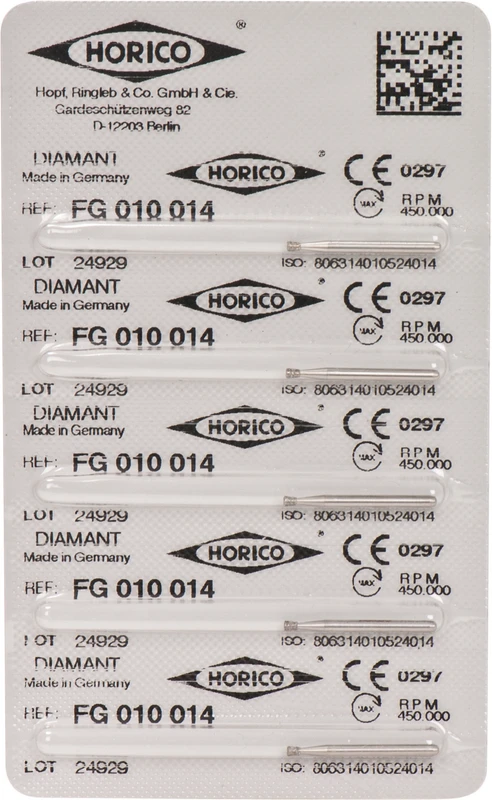 HORICO ®
Hopf, Ringleb & Co. GmbH & Cie.
Gardeschützenweg 82
D-12203 Berlin
DIAMANT HORICO ® CE 0297
Made in Germany
REF: FG 010 014 MAX RPM 450.000
LOT 24929 ISO: 806314010524014
DIAMANT HORICO ® CE 0297
Made in Germany
REF: FG 010 014 MAX RPM 450.000
LOT 24929 ISO: 806314010524014
DIAMANT HORICO ® CE 0297
Made in Germany
REF: FG 010 014 MAX RPM 450.000
LOT 24929 ISO: 806314010524014
DIAMANT HORICO ® CE 0297
Made in Germany
REF: FG 010 014 MAX RPM 450.000
LOT 24929 ISO: 806314010524014
DIAMANT HORICO ® CE 0297
Made in Germany
REF: FG 010 014 MAX RPM 450.000
LOT 24929 ISO: 806314010524014